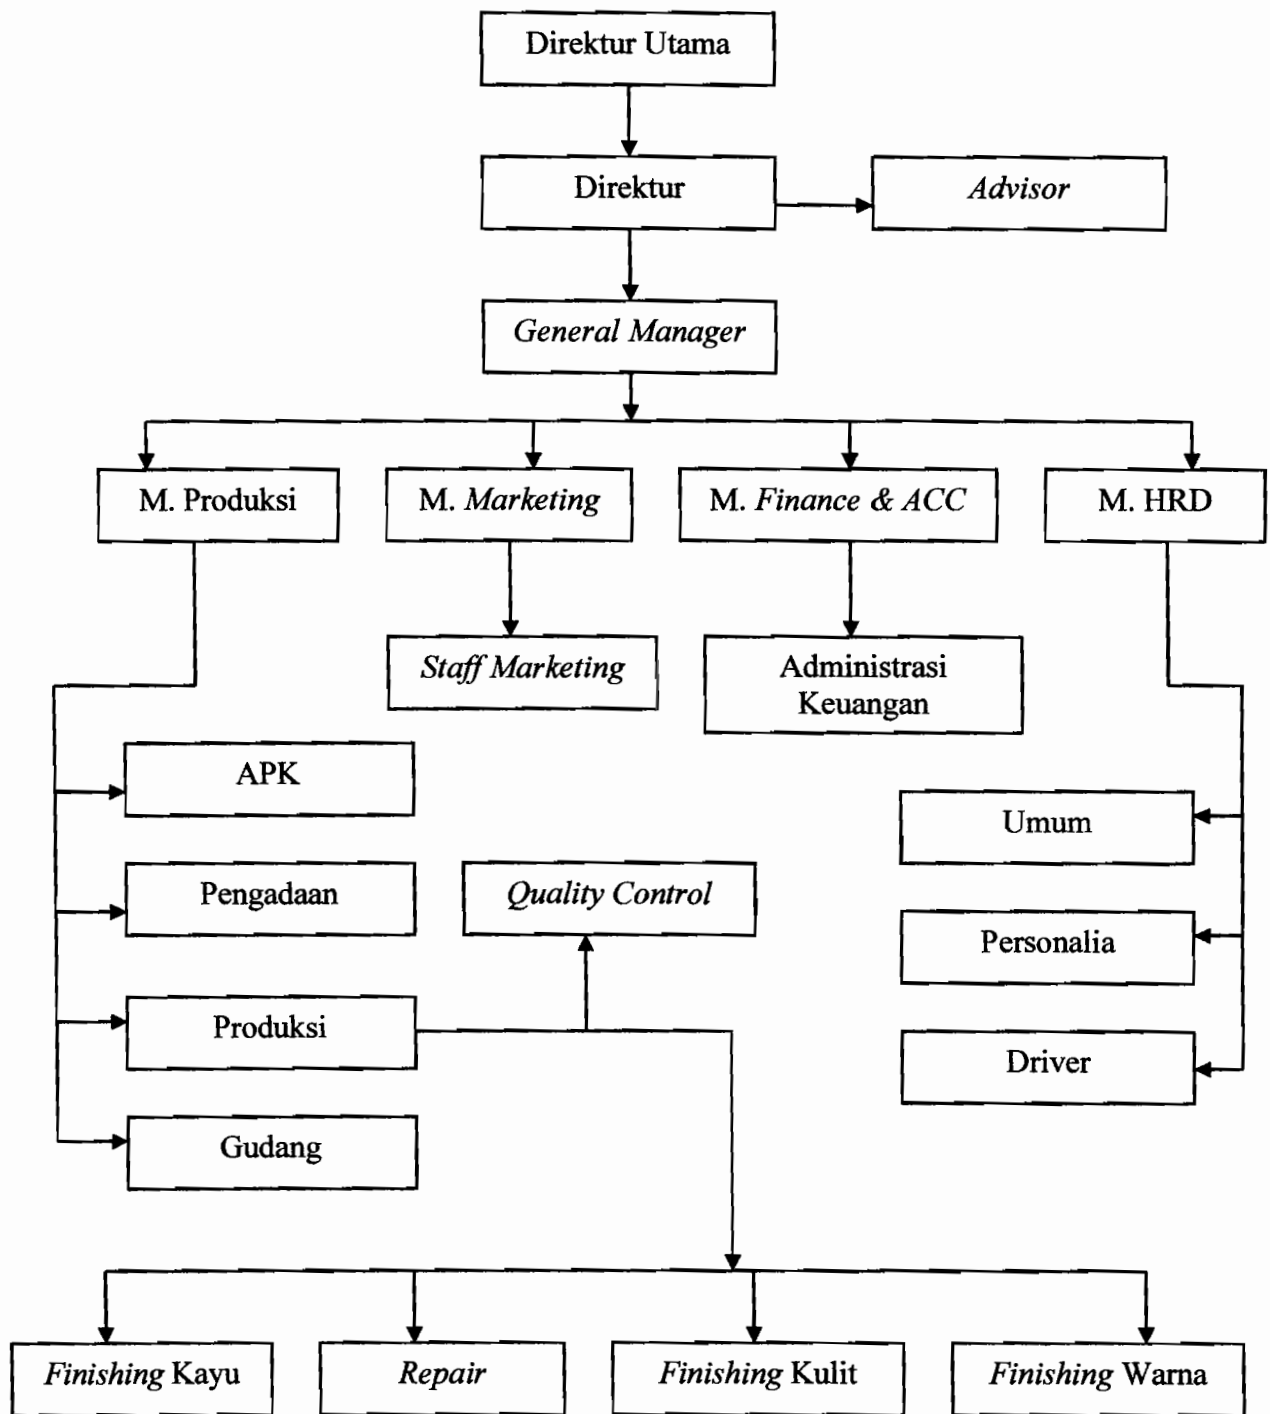 Direktur Utama
Direktur
Advisor
General Manager
M. Produksi
M. Marketing
M. Finance & ACC
M. HRD
Staff Marketing
Administrasi
Keuangan
APK
Umum
Pengadaan
Quality Control
Personalia
Produksi
Driver
Gudang
Finishing Kayu
Repair
Finishing Kulit
Finishing Warna